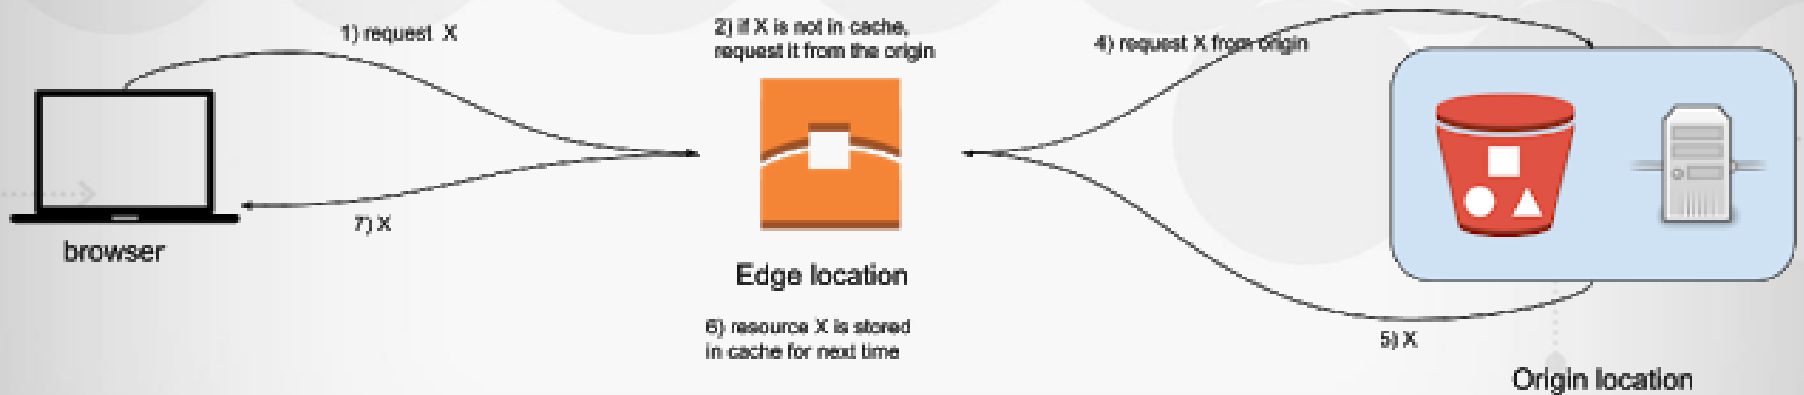 1) request X
2) if X is not in cache,
request it from the origin
4) request X from origin
browser
7) X
Edge location
6) resource X is stored
in cache for next time
5) X
Origin location